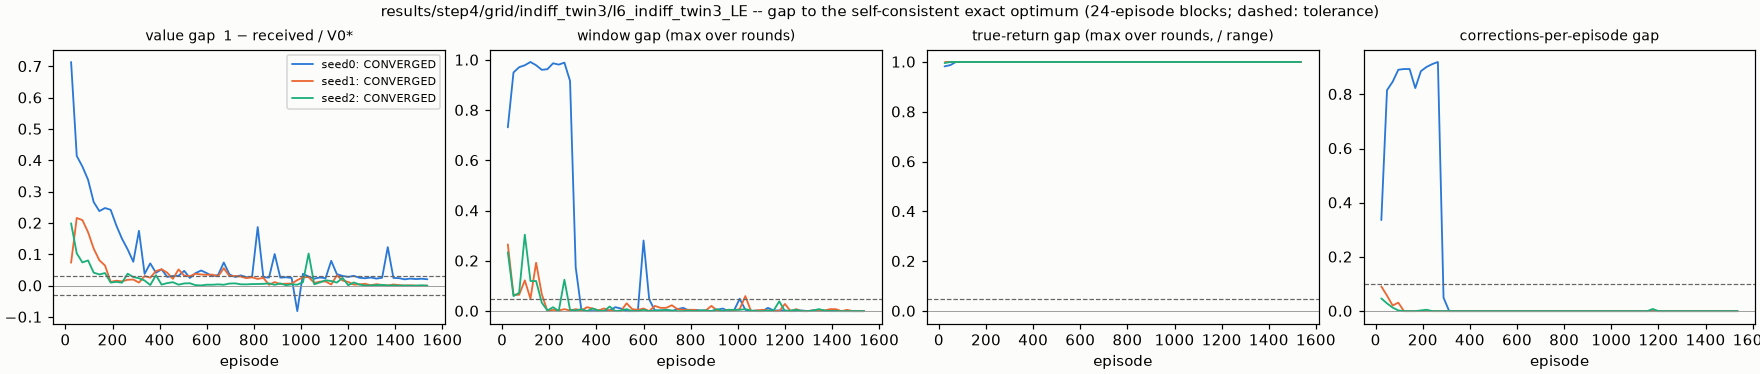 results/step4/grid/indiff_twin3/I6_indiff_twin3_LE -- gap to the self-consistent exact optimum (24-episode blocks; dashed: tolerance)
value gap  1 − received / V0*
0.7
0.6
0.5
0.4
0.3
0.2
0.1
0.0
−0.1
seed0: CONVERGED
seed1: CONVERGED
seed2: CONVERGED
0 200 400 600 800 1000 1200 1400 1600
episode
window gap (max over rounds)
1.0
0.8
0.6
0.4
0.2
0.0
0 200 400 600 800 1000 1200 1400 1600
episode
true-return gap (max over rounds, / range)
1.0
0.8
0.6
0.4
0.2
0.0
0 200 400 600 800 1000 1200 1400 1600
episode
corrections-per-episode gap
0.8
0.6
0.4
0.2
0.0
0 200 400 600 800 1000 1200 1400
episode